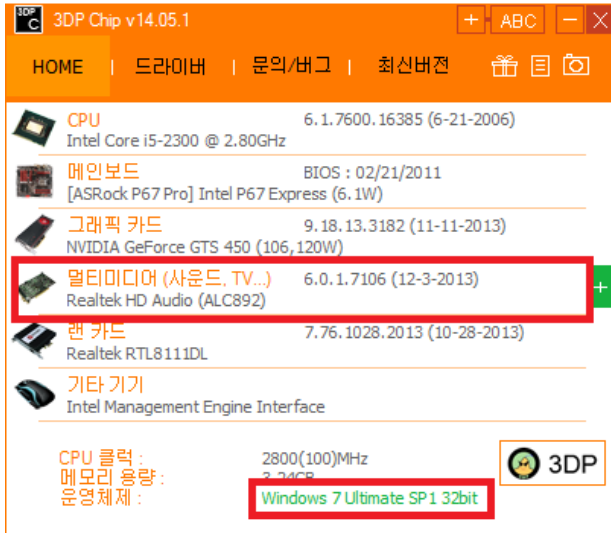 3DP Chip v14.05.1 + ABC
HOME | 드라이버 | 문의/버그 | 최신버전
CPU 6.1.7600.16385 (6-21-2006)
Intel Core i5-2300 @ 2.80GHz
메인보드 BIOS : 02/21/2011
[ASRock P67 Pro] Intel P67 Express (6.1W)
그래픽 카드 9.18.13.3182 (11-11-2013)
NVIDIA GeForce GTS 450 (106,120W)
멀티미디어 (사운드, TV...) 6.0.1.7106 (12-3-2013)
Realtek HD Audio (ALC892)
랜 카드 7.76.1028.2013 (10-28-2013)
Realtek RTL8111DL
기타 기기
Intel Management Engine Interface
CPU 클럭 : 2800(100)MHz
메모리 용량 : 3.24GB
운영체제 : Windows 7 Ultimate SP1 32bit
3DP